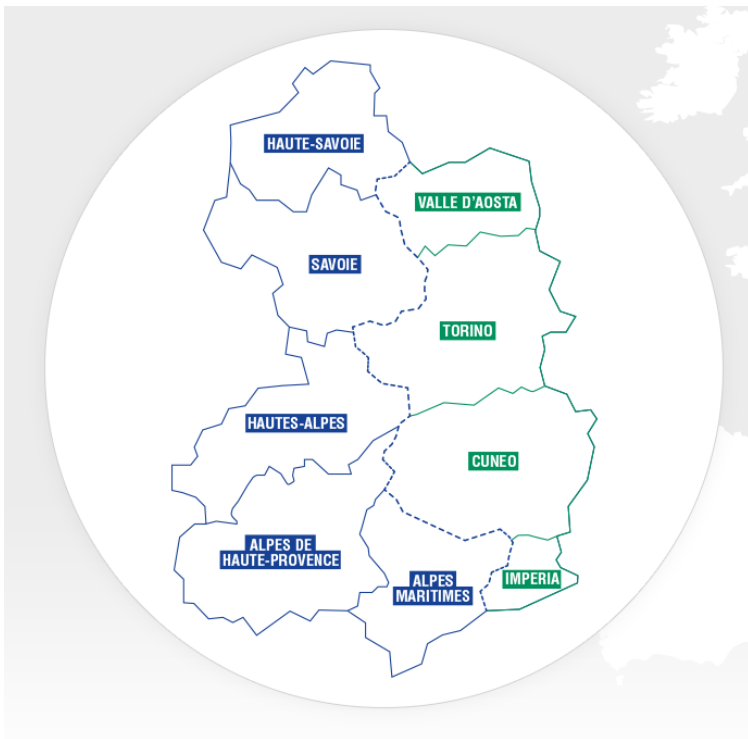 HAUTE-SAVOIE
VALLE D'AOSTA
SAVOIE
TORINO
HAUTES-ALPES
CUNEO
ALPES DE
HAUTE-PROVENCE
ALPES
MARITIMES
IMPERIA